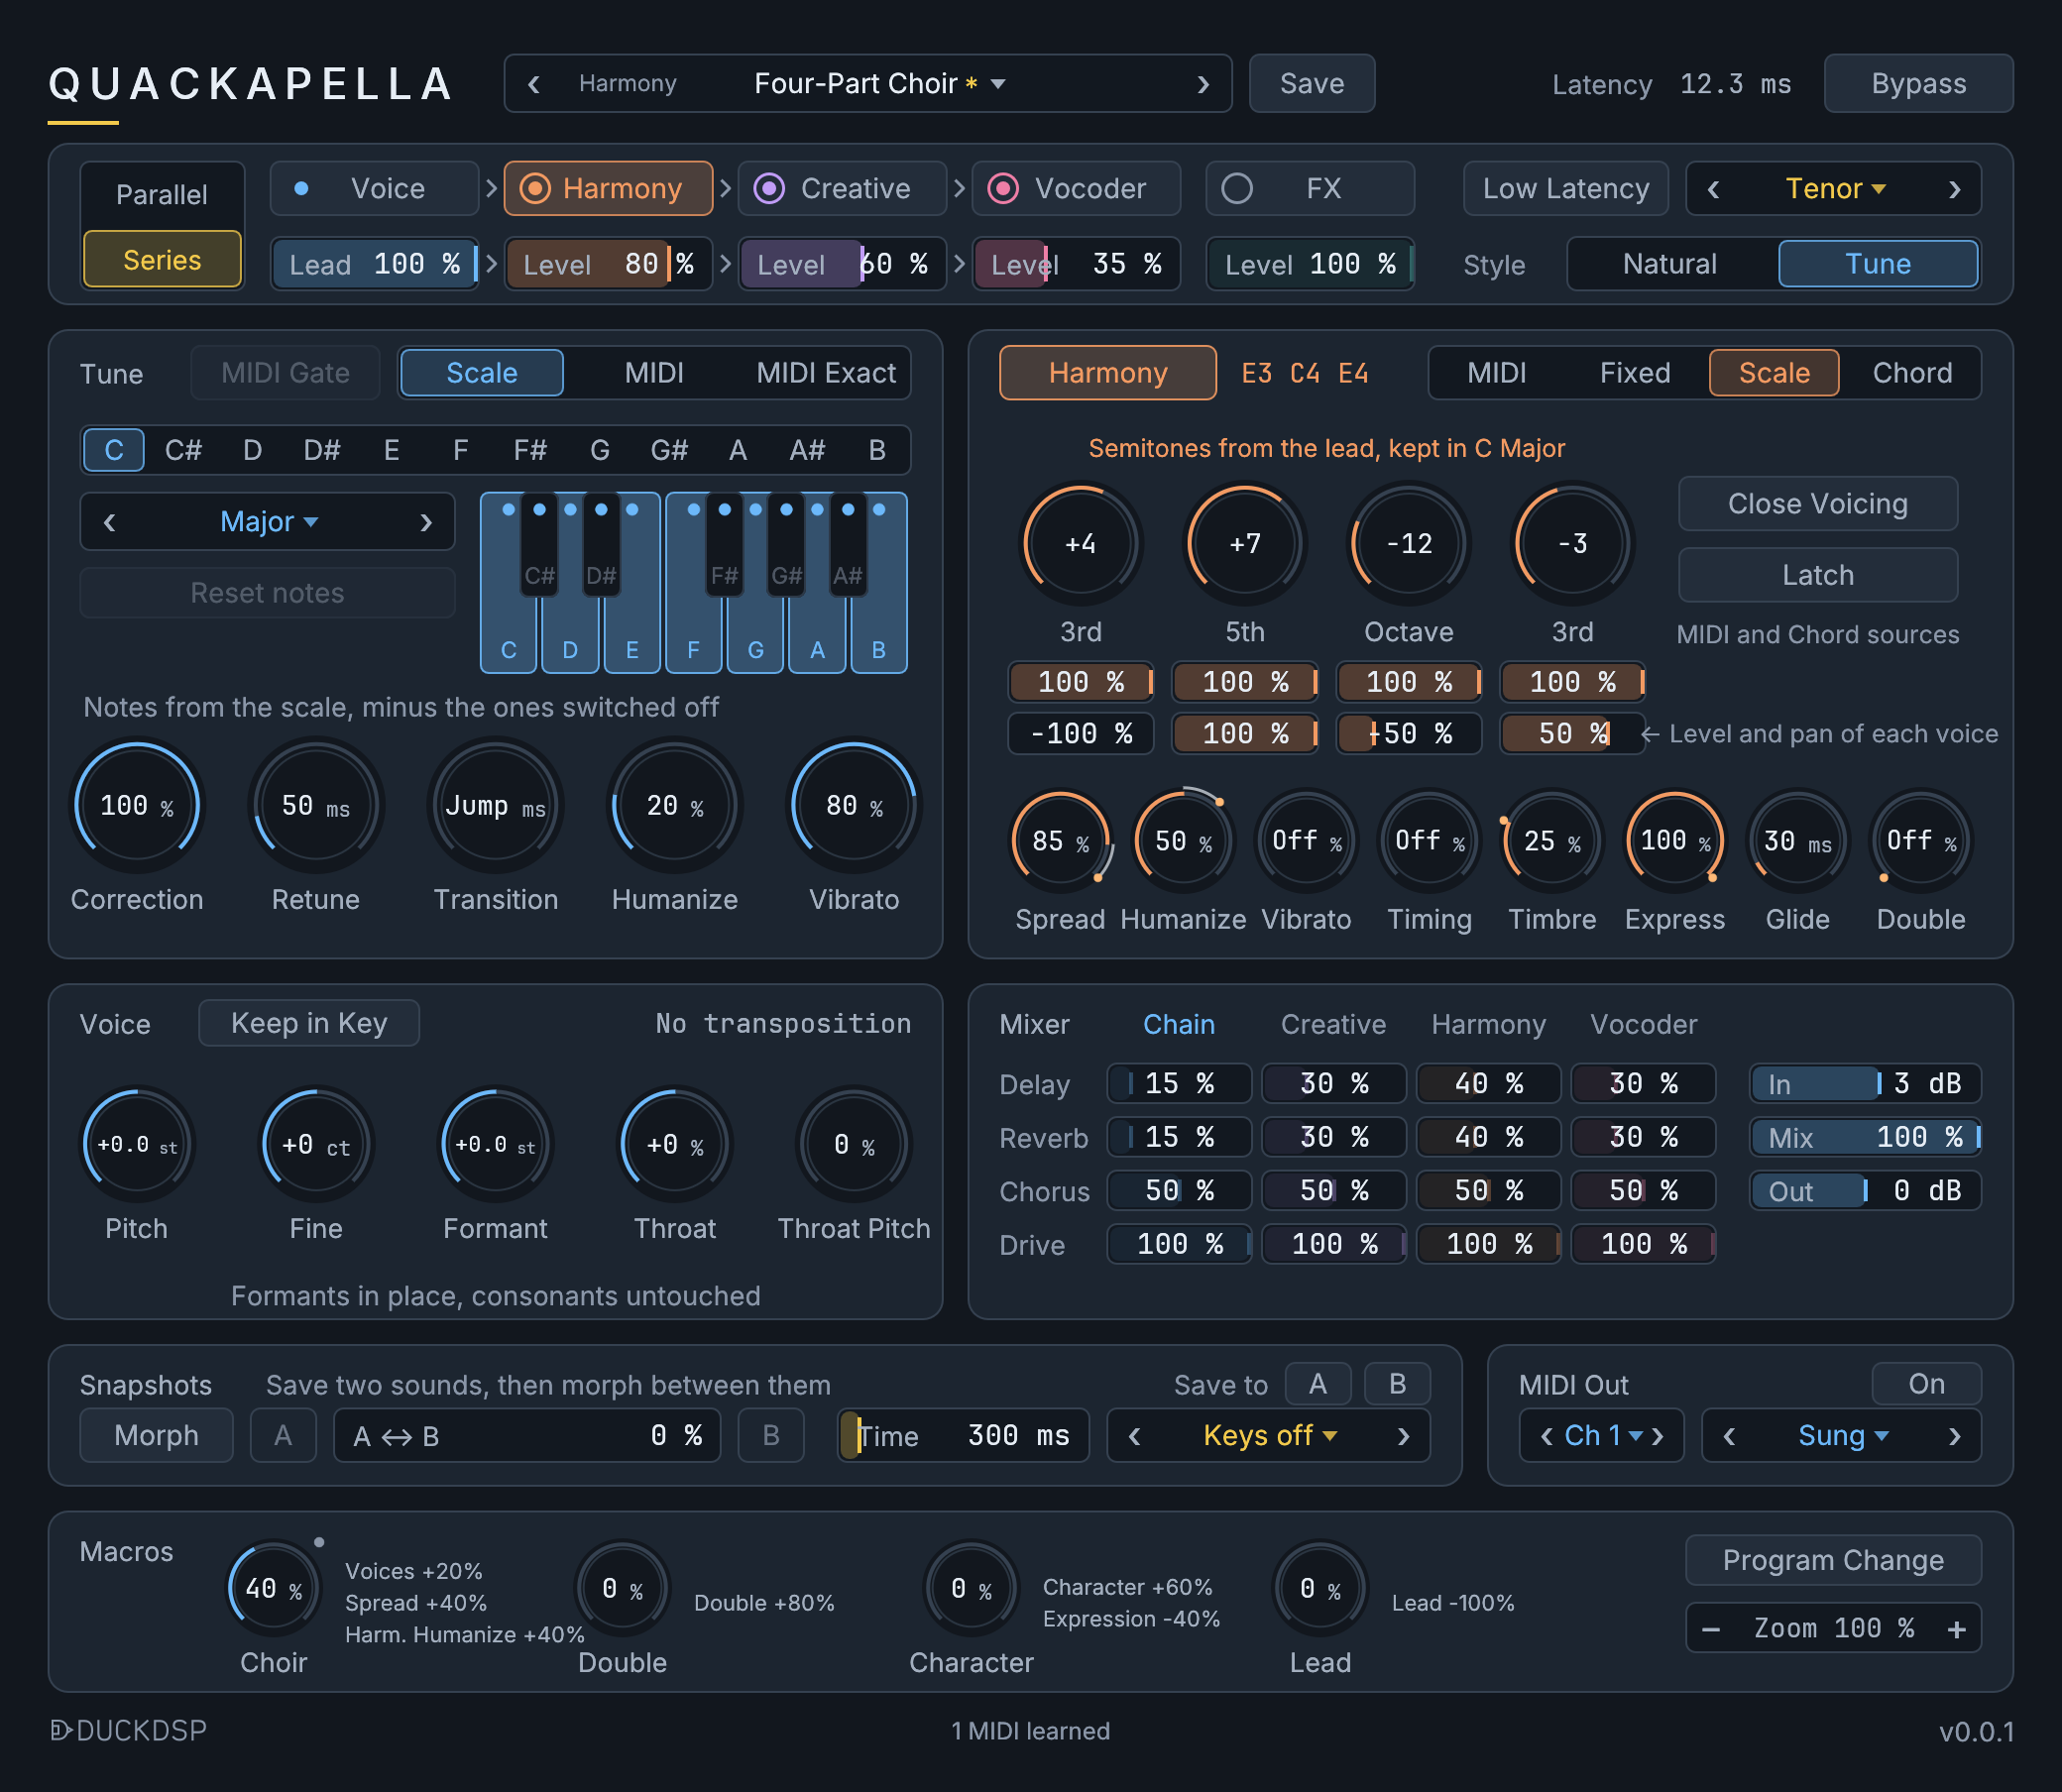 QUACKAPELLA
‹ Harmony Four-Part Choir * ›
Save
Latency 12.3 ms
Bypass
Parallel
Series
Voice › Harmony › Creative › Vocoder FX
Low Latency
‹ Tenor ›
Lead 100 % › Level 80 % › Level 60 % › Level 35 % Level 100 %
Style Natural Tune
Tune MIDI Gate Scale MIDI MIDI Exact
C C# D D# E F F# G G# A A# B
‹ Major ›
Reset notes
C# D# F# G# A#
C D E F G A B
Notes from the scale, minus the ones switched off
100 % 50 ms Jump ms 20 % 80 %
Correction Retune Transition Humanize Vibrato
Harmony E3 C4 E4 MIDI Fixed Scale Chord
Semitones from the lead, kept in C Major
+4 +7 -12 -3
3rd 5th Octave 3rd
Close Voicing
Latch
MIDI and Chord sources
100 % 100 % 100 % 100 %
-100 % 100 % -50 % 50 % ← Level and pan of each voice
85 % 50 % Off % Off % 25 % 100 % 30 ms Off %
Spread Humanize Vibrato Timing Timbre Express Glide Double
Voice Keep in Key No transposition
+0.0 st +0 ct +0.0 st +0 % 0 %
Pitch Fine Formant Throat Throat Pitch
Formants in place, consonants untouched
Mixer Chain Creative Harmony Vocoder
Delay 15 % 30 % 40 % 30 % In 3 dB
Reverb 15 % 30 % 40 % 30 % Mix 100 %
Chorus 50 % 50 % 50 % 50 % Out 0 dB
Drive 100 % 100 % 100 % 100 %
Snapshots Save two sounds, then morph between them Save to A B
Morph A A ↔ B 0 % B Time 300 ms ‹ Keys off ›
MIDI Out On
‹ Ch 1 › ‹ Sung ›
Macros
40 % 0 % 0 % 0 %
Voices +20%
Spread +40%
Harm. Humanize +40%
Double +80%
Character +60%
Expression -40%
Lead -100%
Choir Double Character Lead
Program Change
− Zoom 100 % +
DUCKDSP
1 MIDI learned
v0.0.1